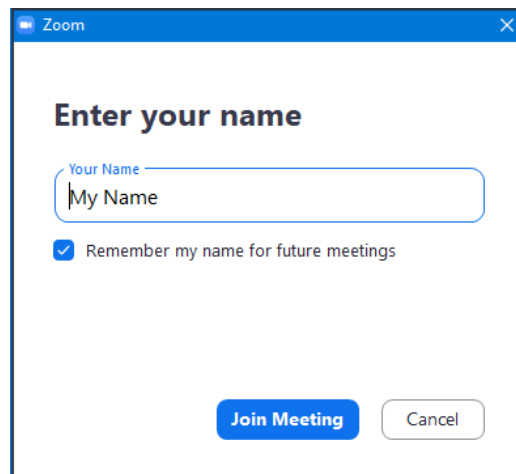 Zoom
Enter your name
Your Name
My Name
Remember my name for future meetings
Join Meeting Cancel